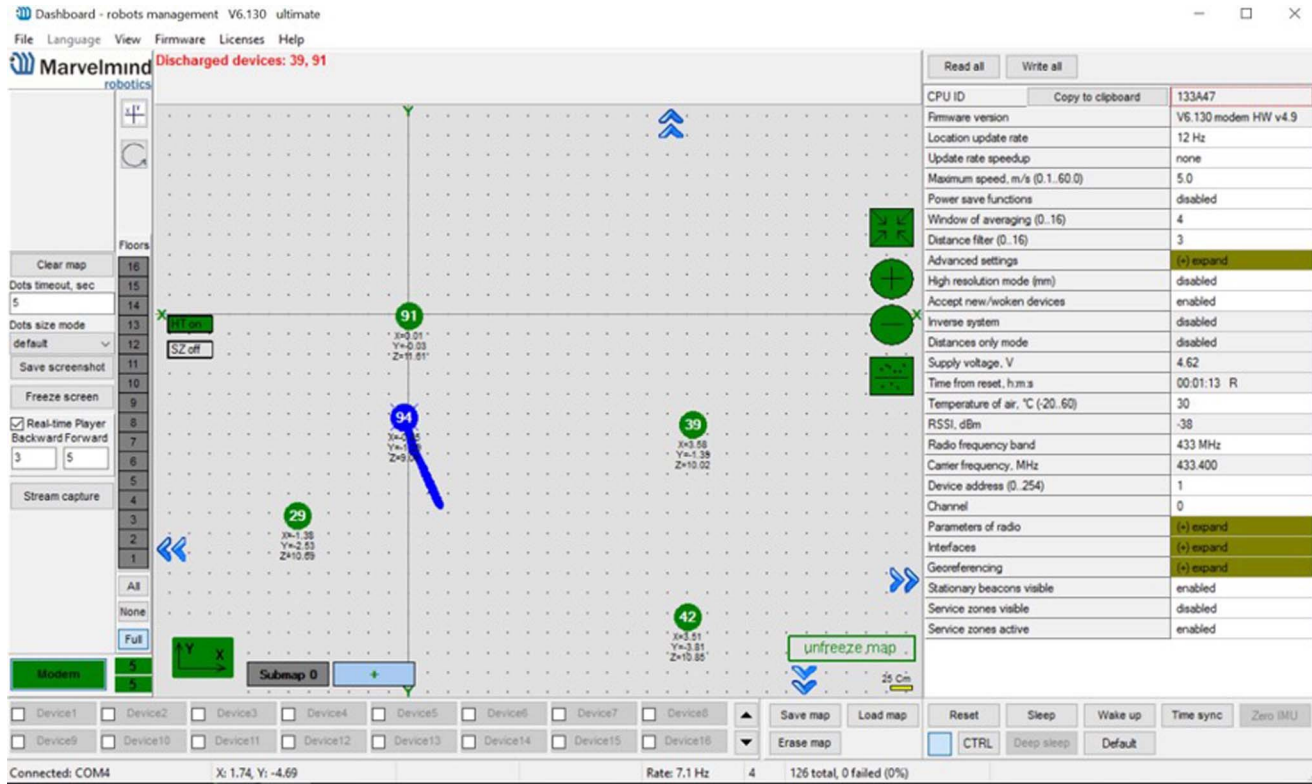 Dashboard - robots management V6.130 ultimate
File Language View Firmware Licenses Help
Marvelmind
robotics
Discharged devices: 39, 91
Floors
16
15
14
13
12
11
10
9
8
7
6
5
4
3
2
1
All
None
Full
5
5
Clear map
Dots timeout, sec
5
Dots size mode
default
Save screenshot
Freeze screen
Real-time Player
Backward Forward
3 5
Stream capture
Modem
Y
X X
HT on
SZ off
91
X=0.01
Y=-0.03
Z=11.61
94
39
X=3.58
Y=-1.39
Z=10.02
29
X=-1.38
Y=-2.53
Z=10.69
42
X=3.51
Y=-3.81
Z=10.85
unfreeze map
25 Cm
Y X
Submap 0 +
Y
Read all Write all
CPU ID Copy to clipboard 133A47
Firmware version V6.130 modem HW v4.9
Location update rate 12 Hz
Update rate speedup none
Maximum speed, m/s (0.1..60.0) 5.0
Power save functions disabled
Window of averaging (0..16) 4
Distance filter (0..16) 3
Advanced settings (+) expand
High resolution mode (mm) disabled
Accept new/woken devices enabled
Inverse system disabled
Distances only mode disabled
Supply voltage, V 4.62
Time from reset, h:m:s 00:01:13 R
Temperature of air, °C (-20..60) 30
RSSI, dBm -38
Radio frequency band 433 MHz
Carrier frequency, MHz 433.400
Device address (0..254) 1
Channel 0
Parameters of radio (+) expand
Interfaces (+) expand
Georeferencing (+) expand
Stationary beacons visible enabled
Service zones visible disabled
Service zones active enabled
Device1 Device2 Device3 Device4 Device5 Device6 Device7 Device8
Device9 Device10 Device11 Device12 Device13 Device14 Device15 Device16
Save map Load map
Erase map
Reset Sleep Wake up Time sync Zero IMU
CTRL Deep sleep Default
Connected: COM4 X: 1.74, Y: -4.69 Rate: 7.1 Hz 4 126 total, 0 failed (0%)